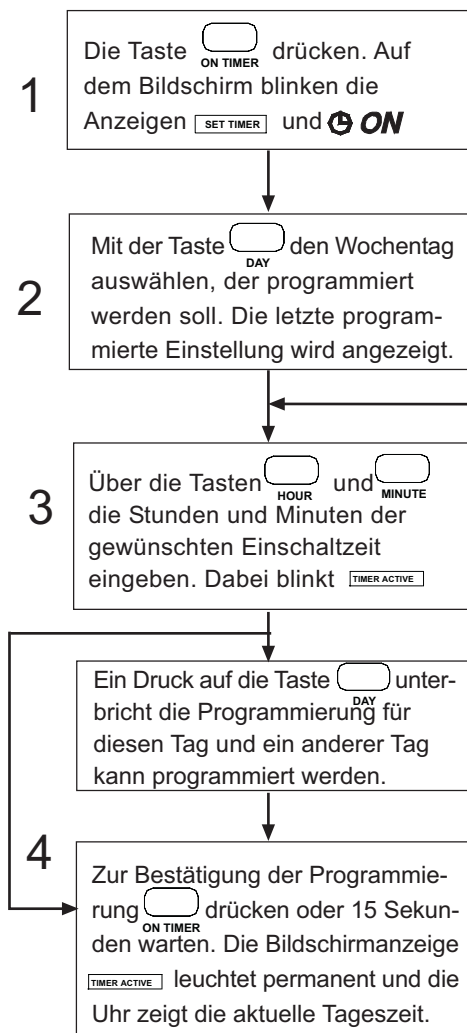 1
Die Taste ON TIMER drücken. Auf
dem Bildschirm blinken die
Anzeigen SET TIMER und ON
2
Mit der Taste DAY den Wochentag
auswählen, der programmiert
werden soll. Die letzte program-
mierte Einstellung wird angezeigt.
3
Über die Tasten HOUR und MINUTE
die Stunden und Minuten der
gewünschten Einschaltzeit
eingeben. Dabei blinkt TIMER ACTIVE
Ein Druck auf die Taste DAY unter-
bricht die Programmierung für
diesen Tag und ein anderer Tag
kann programmiert werden.
4
Zur Bestätigung der Programmie-
rung ON TIMER drücken oder 15 Sekun-
den warten. Die Bildschirmanzeige
TIMER ACTIVE leuchtet permanent und die
Uhr zeigt die aktuelle Tageszeit.